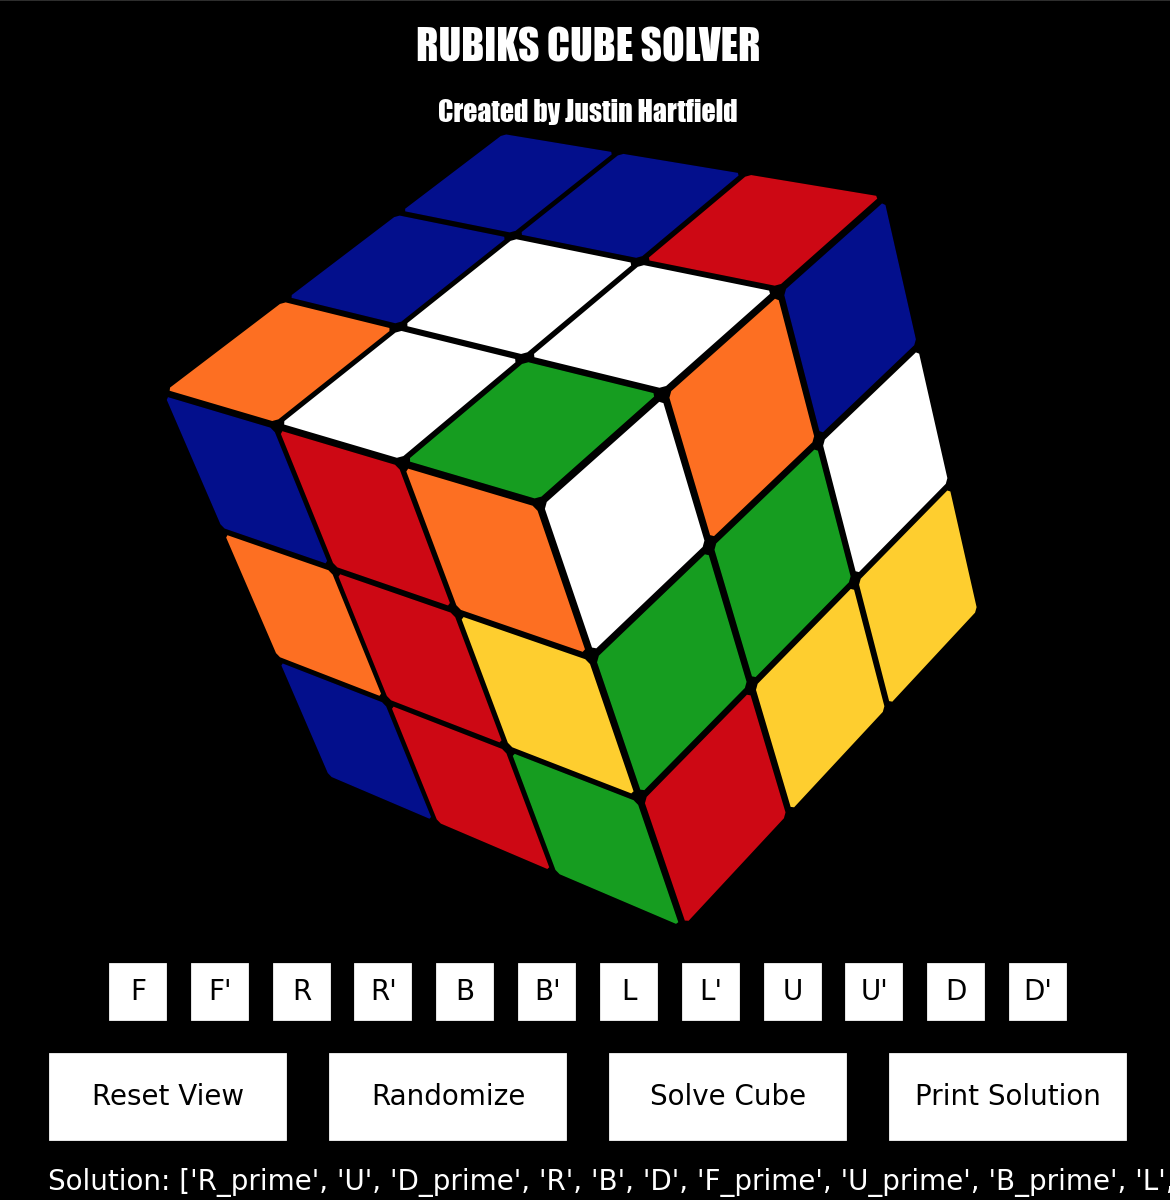 RUBIKS CUBE SOLVER
Created by Justin Hartfield
F F' R R' B B' L L' U U' D D'
Reset View Randomize Solve Cube Print Solution
Solution: ['R_prime', 'U', 'D_prime', 'R', 'B', 'D', 'F_prime', 'U_prime', 'B_prime', 'L',